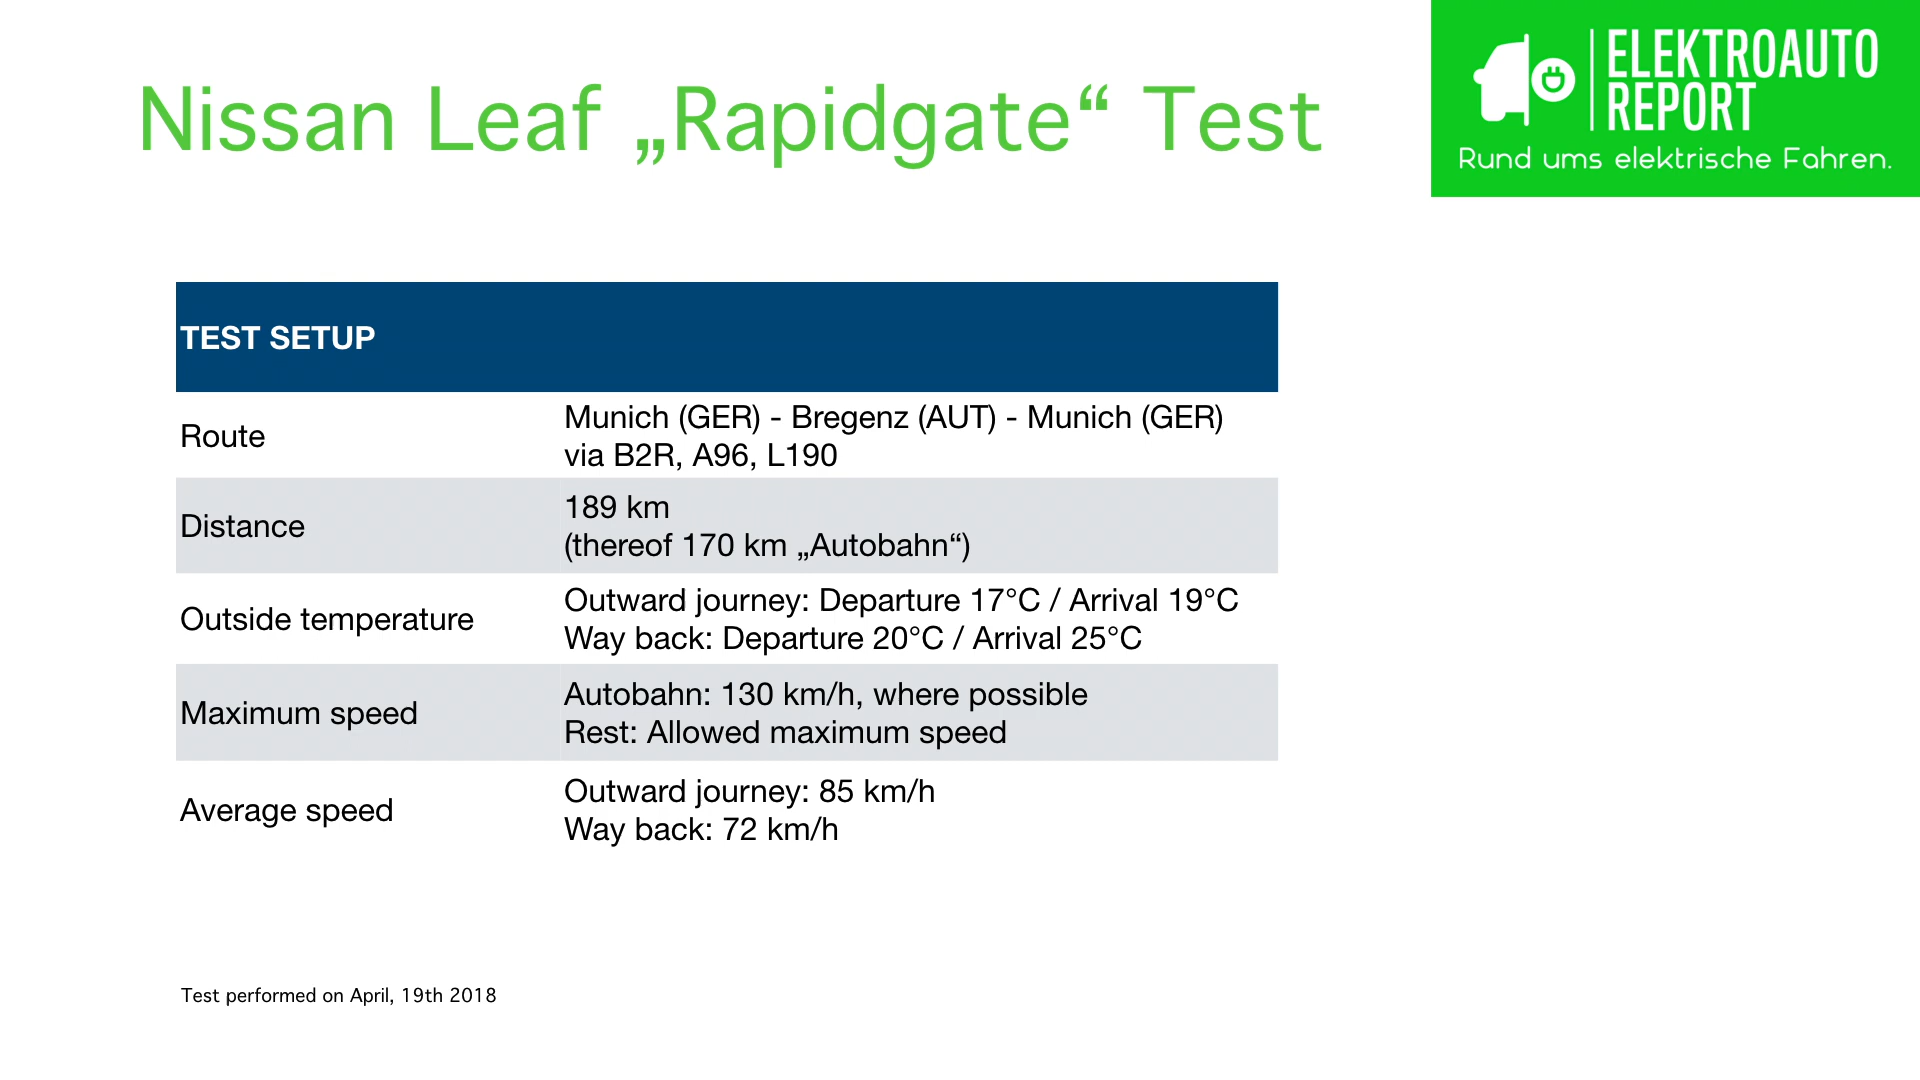 Nissan Leaf „Rapidgate“ Test
ELEKTROAUTO
REPORT
Rund ums elektrische Fahren.
TEST SETUP
Route
Munich (GER) - Bregenz (AUT) - Munich (GER)
via B2R, A96, L190
Distance
189 km
(thereof 170 km „Autobahn“)
Outside temperature
Outward journey: Departure 17°C / Arrival 19°C
Way back: Departure 20°C / Arrival 25°C
Maximum speed
Autobahn: 130 km/h, where possible
Rest: Allowed maximum speed
Average speed
Outward journey: 85 km/h
Way back: 72 km/h
Test performed on April, 19th 2018